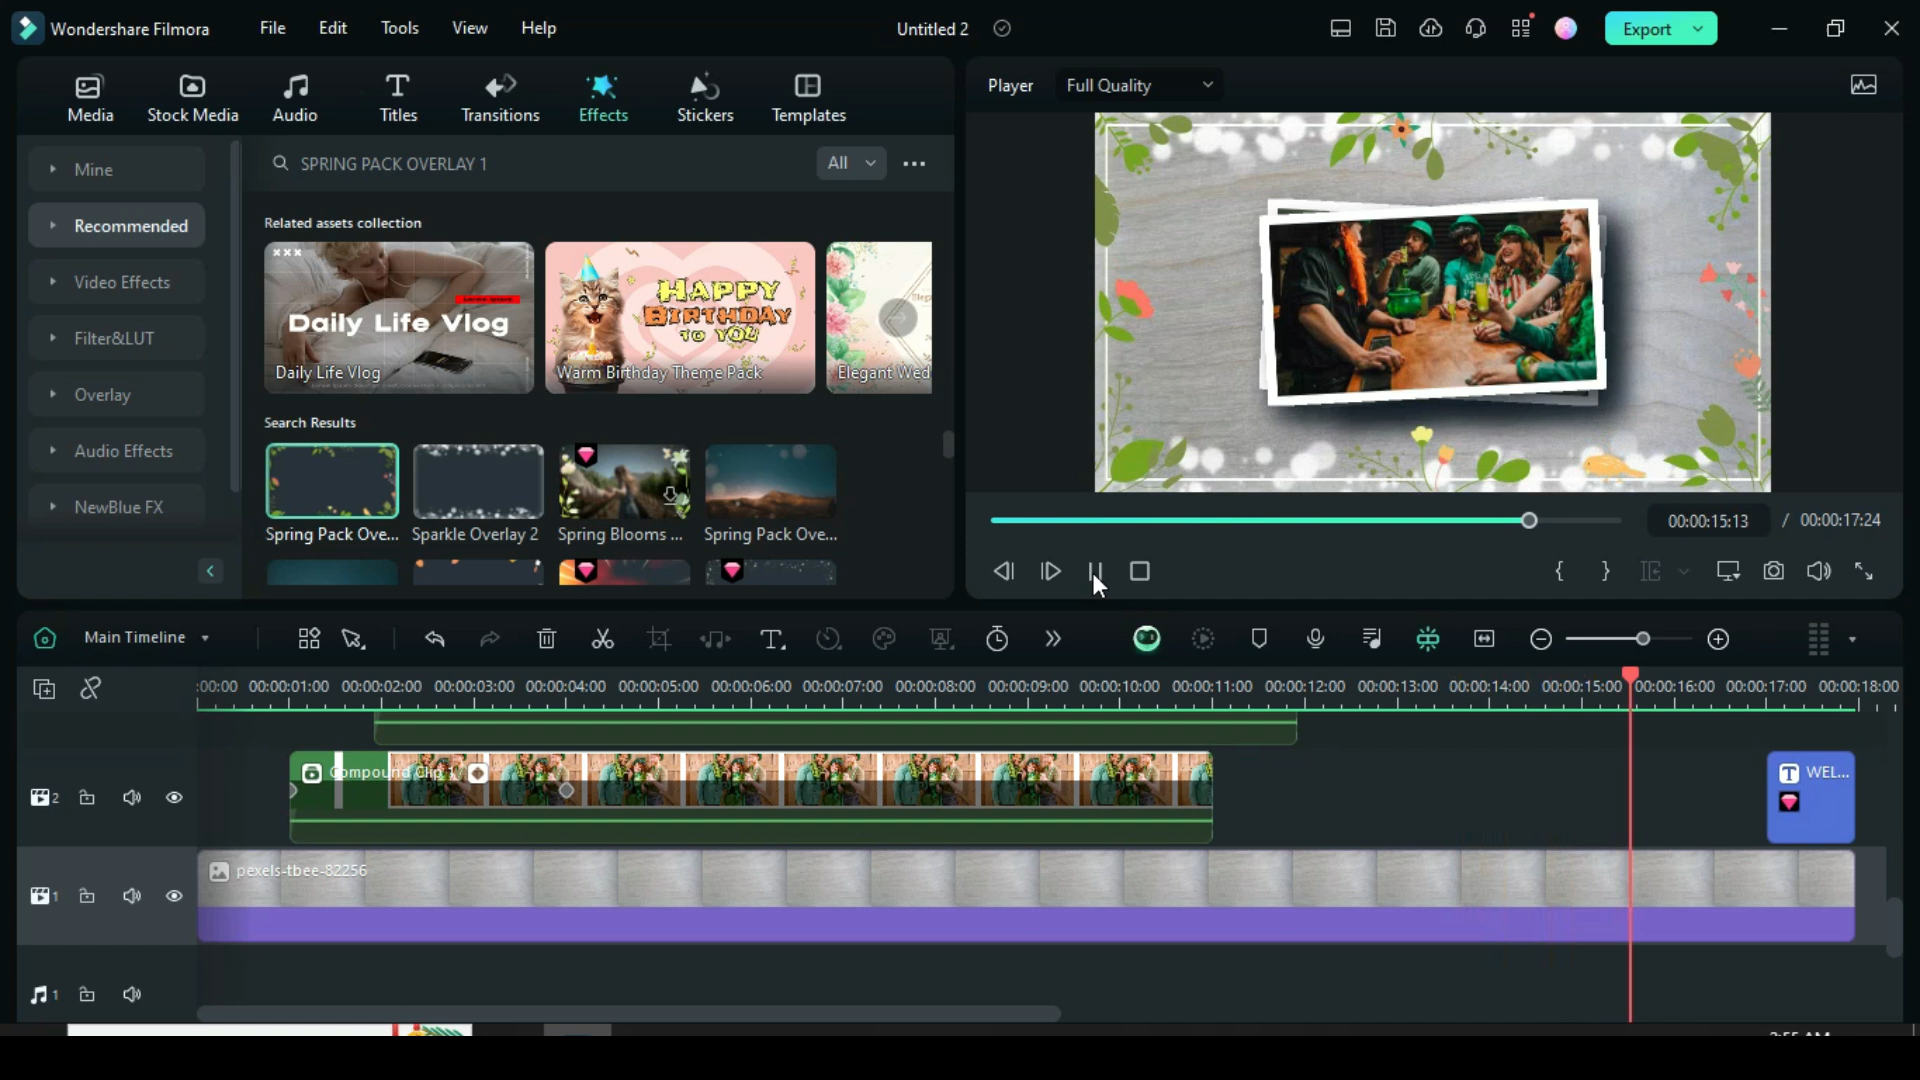 Wondershare Filmora File Edit Tools View Help Untitled 2 Export
Media Stock Media Audio Titles Transitions Effects Stickers Templates
Player Full Quality
Mine
Recommended
Video Effects
Filter&LUT
Overlay
Audio Effects
NewBlue FX
SPRING PACK OVERLAY 1 All
Related assets collection
Daily Life Vlog
Daily Life Vlog
HAPPY
BIRTHDAY
TO YOU
Warm Birthday Theme Pack
Elegant Wed
Search Results
Spring Pack Ove... Sparkle Overlay 2 Spring Blooms ... Spring Pack Ove...
00:00:15:13 / 00:00:17:24
Main Timeline
:00:00 00:00:01:00 00:00:02:00 00:00:03:00 00:00:04:00 00:00:05:00 00:00:06:00 00:00:07:00 00:00:08:00 00:00:09:00 00:00:10:00 00:00:11:00 00:00:12:00 00:00:13:00 00:00:14:00 00:00:15:00 00:00:16:00 00:00:17:00 00:00:18:00
2 Compound Clip 1 WEL...
1 pexels-tbee-82256
1